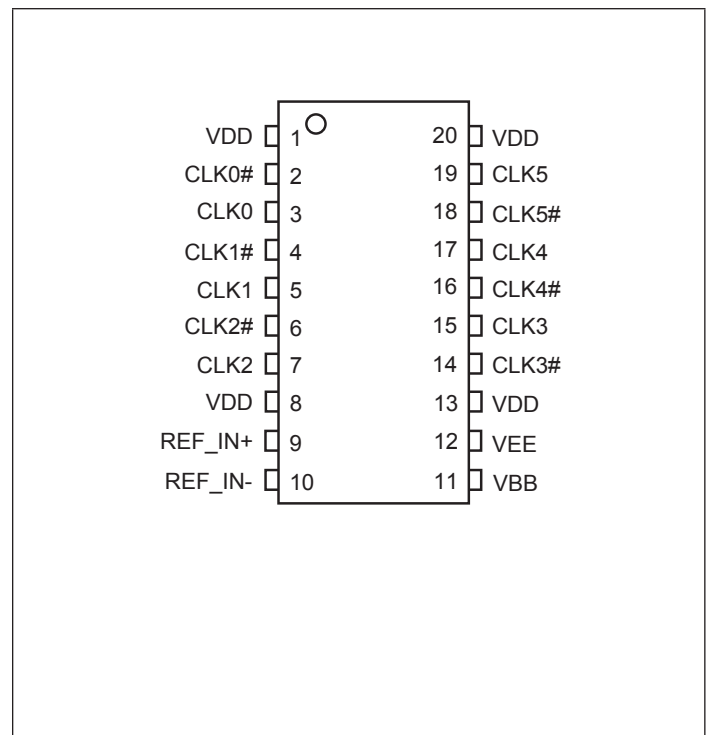 VDD 1 20 VDD
CLK0# 2 19 CLK5
CLK0 3 18 CLK5#
CLK1# 4 17 CLK4
CLK1 5 16 CLK4#
CLK2# 6 15 CLK3
CLK2 7 14 CLK3#
VDD 8 13 VDD
REF_IN+ 9 12 VEE
REF_IN- 10 11 VBB